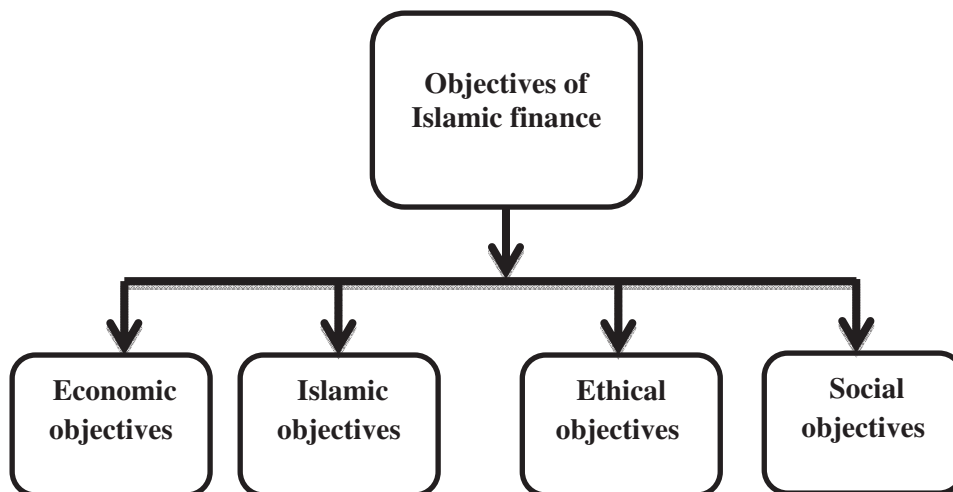 Objectives of
Islamic finance
Economic
objectives
Islamic
objectives
Ethical
objectives
Social
objectives